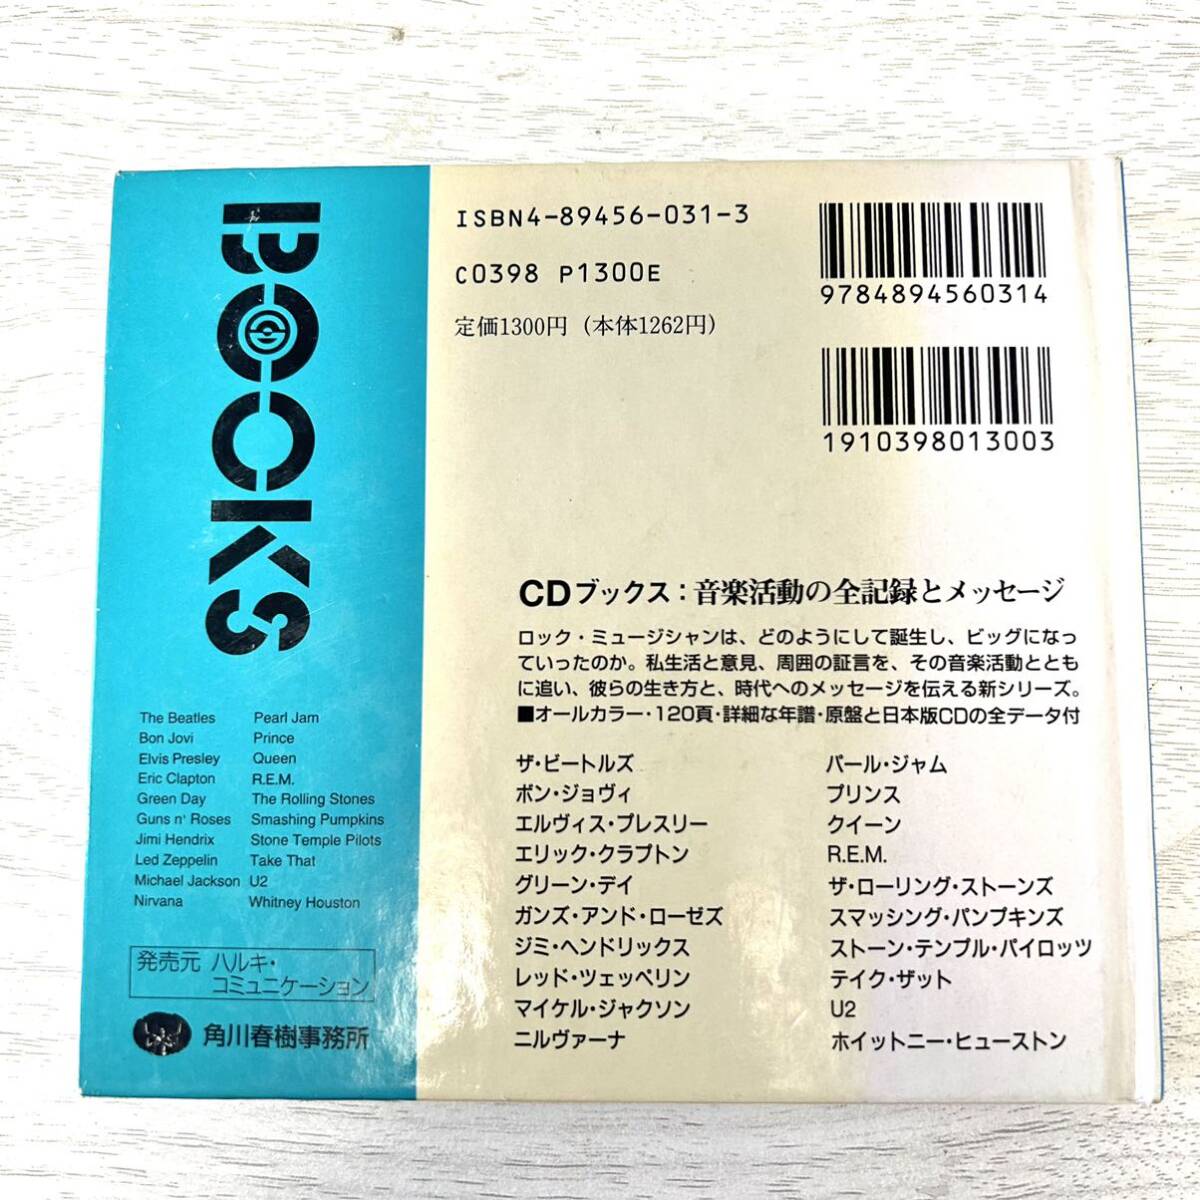 BOOKS
The Beatles Pearl Jam
Bon Jovi Prince
Elvis Presley Queen
Eric Clapton R.E.M.
Green Day The Rolling Stones
Guns n' Roses Smashing Pumpkins
Jimi Hendrix Stone Temple Pilots
Led Zeppelin Take That
Michael Jackson U2
Nirvana Whitney Houston
発売元 ハルキ・
コミュニケーション
角川春樹事務所
ISBN4-89456-031-3
C0398 P1300E
定価1300円（本体1262円）
9784894560314
1910398013003
CDブックス：音楽活動の全記録とメッセージ
ロック・ミュージシャンは、どのようにして誕生し、ビッグになっ
ていったのか。私生活と意見、周囲の証言を、その音楽活動ととも
に追い、彼らの生き方と、時代へのメッセージを伝える新シリーズ。
■オールカラー・120頁・詳細な年譜・原盤と日本版CDの全データ付
ザ・ビートルズ パール・ジャム
ボン・ジョヴィ プリンス
エルヴィス・プレスリー クイーン
エリック・クラプトン R.E.M.
グリーン・デイ ザ・ローリング・ストーンズ
ガンズ・アンド・ローゼズ スマッシング・パンプキンズ
ジミ・ヘンドリックス ストーン・テンプル・パイロッツ
レッド・ツェッペリン テイク・ザット
マイケル・ジャクソン U2
ニルヴァーナ ホイットニー・ヒューストン